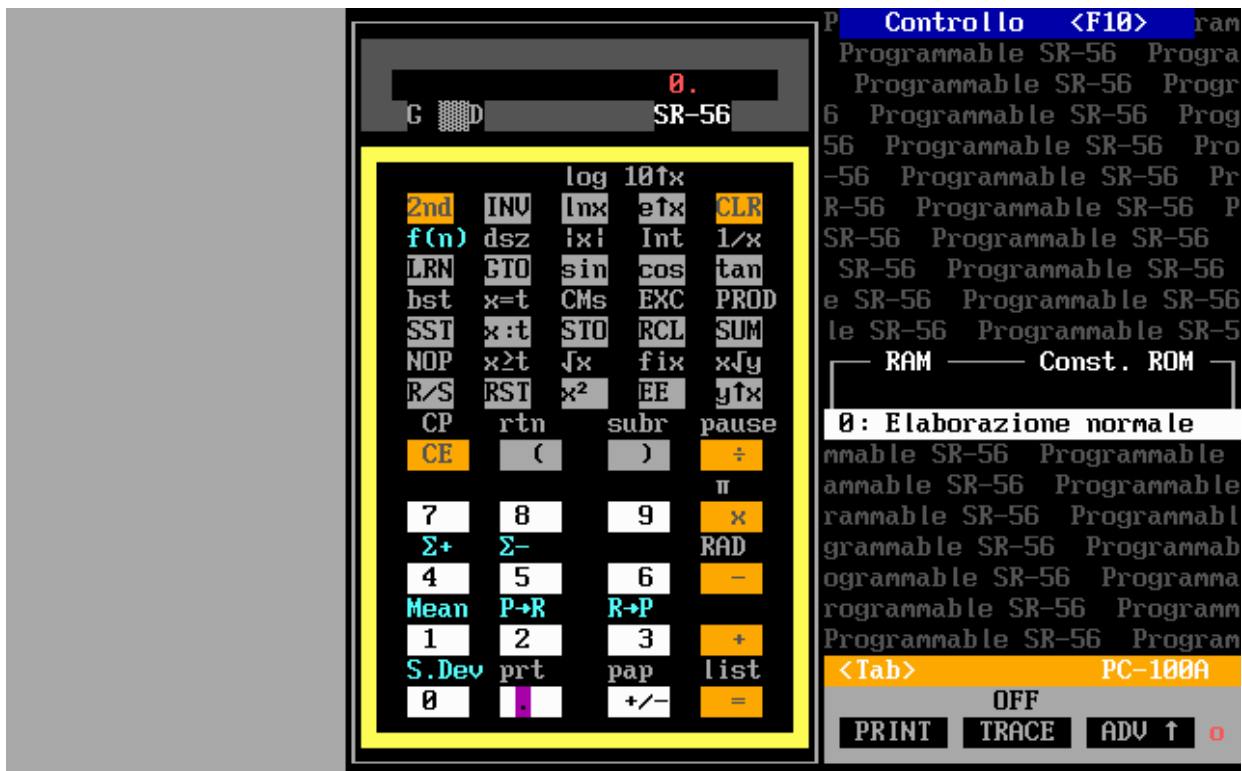 0.
G D SR-56
log 10↑x
2nd INV lnx e↑x CLR
f(n) dsz |x| Int 1/x
LRN GTO sin cos tan
bst x=t CMs EXC PROD
SST x:t STO RCL SUM
NOP x≥t √x fix x√y
R/S RST x² EE y↑x
CP rtn subr pause
CE ( ) ÷
π
7 8 9 x
Σ+ Σ- RAD
4 5 6 -
Mean P→R R→P
1 2 3 +
S.Dev prt pap list
0 . +/- =
P Controllo <F10> ram
Programmable SR-56 Progra
Programmable SR-56 Progr
6 Programmable SR-56 Prog
56 Programmable SR-56 Pro
-56 Programmable SR-56 Pr
R-56 Programmable SR-56 P
SR-56 Programmable SR-56
SR-56 Programmable SR-56
e SR-56 Programmable SR-56
le SR-56 Programmable SR-5
RAM Const. ROM
0: Elaborazione normale
mmable SR-56 Programmable
ammable SR-56 Programmable
rammable SR-56 Programmabl
grammable SR-56 Programmab
ogrammable SR-56 Programma
rogrammable SR-56 Programm
Programmable SR-56 Program
<Tab> PC-100A
OFF
PRINT TRACE ADV ↑ o